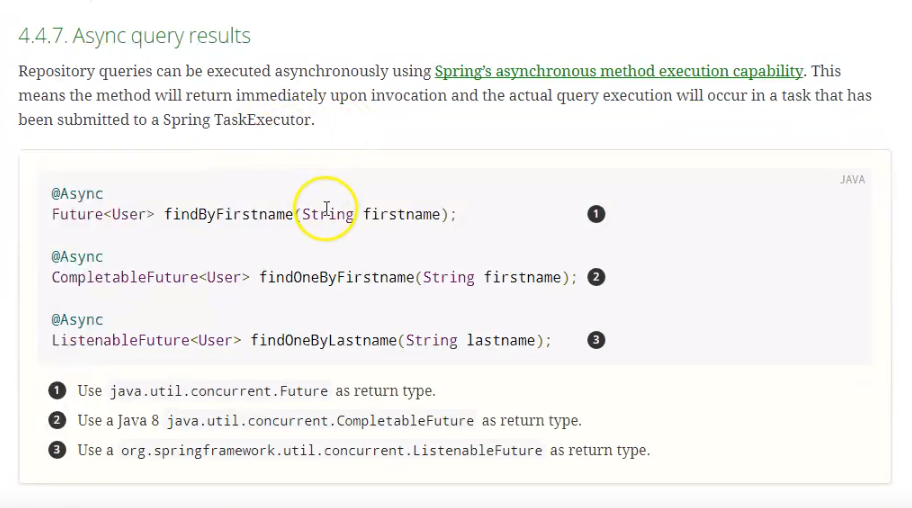 4.4.7. Async query results
Repository queries can be executed asynchronously using Spring's asynchronous method execution capability. This
means the method will return immediately upon invocation and the actual query execution will occur in a task that has
been submitted to a Spring TaskExecutor.
JAVA
@Async
Future<User> findByFirstname(String firstname); 1
@Async
CompletableFuture<User> findOneByFirstname(String firstname); 2
@Async
ListenableFuture<User> findOneByLastname(String lastname); 3
1 Use java.util.concurrent.Future as return type.
2 Use a Java 8 java.util.concurrent.CompletableFuture as return type.
3 Use a org.springframework.util.concurrent.ListenableFuture as return type.